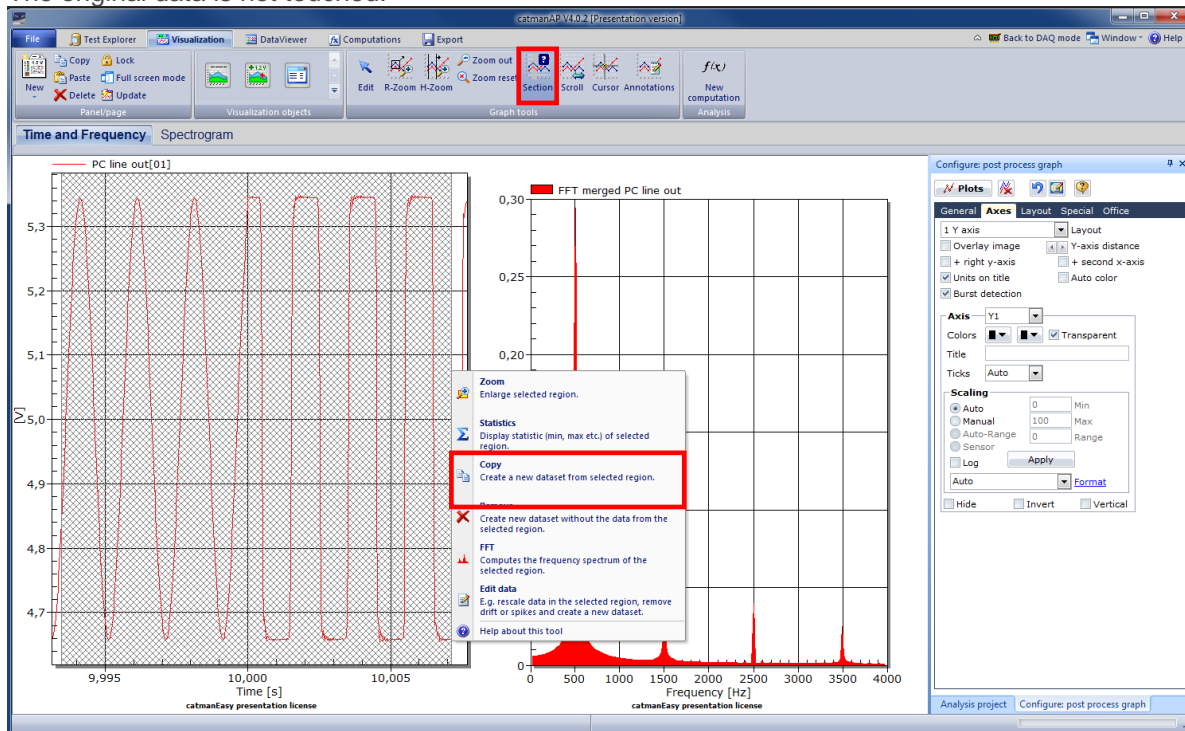 The original data is not touched.
catmanAP V4.0.2 [Presentation version]
File Test Explorer Visualization DataViewer Computations Export
Back to DAQ mode Window Help
New
Copy Lock
Paste Full screen mode
Delete Update
Panel/page
Visualization objects
Edit R-Zoom H-Zoom
Zoom out
Zoom reset
Section Scroll Cursor Annotations
Graph tools
f(x)
New
computation
Analysis
Time and Frequency Spectrogram
PC line out[01]
5,3
5,2
5,1
5,0
4,9
4,8
4,7
[V]
9,995 10,000 10,005
Time [s]
catmanEasy presentation license
FFT merged PC line out
0,30
0,25
0,20
0
0 500 1000 1500 2000 2500 3000 3500 4000
Frequency [Hz]
catmanEasy presentation license
Zoom
Enlarge selected region.
Statistics
Display statistic (min, max etc.) of selected
region.
Copy
Create a new dataset from selected region.
Create new dataset without the data from the
selected region.
FFT
Computes the frequency spectrum of the
selected region.
Edit data
E.g. rescale data in the selected region, remove
drift or spikes and create a new dataset.
Help about this tool
Configure: post process graph
Plots
General Axes Layout Special Office
1 Y axis Layout
Overlay image Y-axis distance
+ right y-axis + second x-axis
Units on title Auto color
Burst detection
Axis Y1
Colors Transparent
Title
Ticks Auto
Scaling
Auto 0 Min
Manual 100 Max
Auto-Range 0 Range
Sensor
Log Apply
Auto Format
Hide Invert Vertical
Analysis project Configure: post process graph